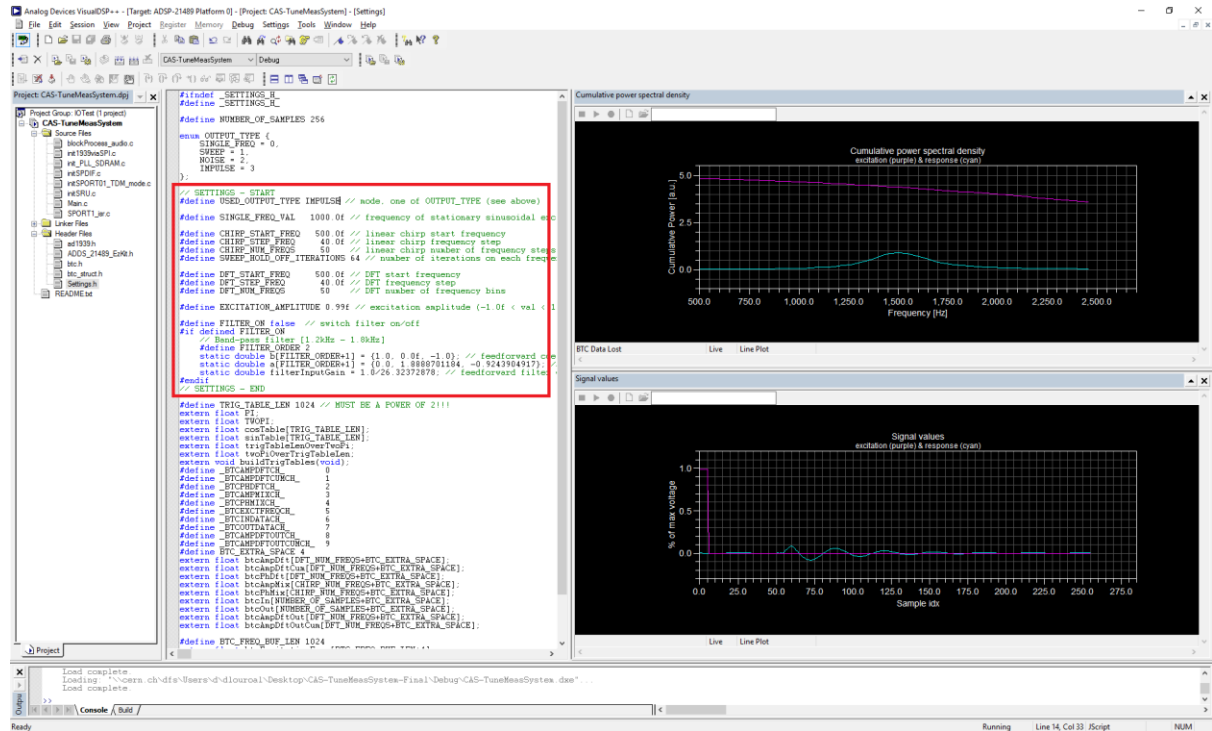 Analog Devices VisualDSP++ - [Target: ADSP-21489 Platform 0] - [Project: CAS-TuneMeasSystem] - [Settings]
File Edit Session View Project Register Memory Debug Settings Tools Window Help
CAS-TuneMeasSystem Debug
Project: CAS-TuneMeasSystem.dpj
Project Group: IOTest (1 project)
CAS-TuneMeasSystem
Source Files
blockProcess_audio.c
init1939viaSPI.c
init_PLL_SDRAM.c
initSPDIF.c
initSPORT01_TDM_mode.c
initSRU.c
Main.c
SPORT1_isr.c
Linker Files
Header Files
ad1939.h
ADDS_21489_EzKit.h
btc.h
btc_struct.h
Settings.h
README.txt
Project
#ifndef _SETTINGS_H_
#define _SETTINGS_H_
#define NUMBER_OF_SAMPLES 256
enum OUTPUT_TYPE {
SINGLE_FREQ = 0,
SWEEP = 1,
NOISE = 2,
IMPULSE = 3
};
// SETTINGS - START
#define USED_OUTPUT_TYPE IMPULSE // mode, one of OUTPUT_TYPE (see above)
#define SINGLE_FREQ_VAL 1000.0f // frequency of stationary sinusoidal exc
#define CHIRP_START_FREQ 500.0f // linear chirp start frequency
#define CHIRP_STEP_FREQ 40.0f // linear chirp frequency step
#define CHIRP_NUM_FREQS 50 // linear chirp number of frequency steps
#define SWEEP_HOLD_OFF_ITERATIONS 64 // number of iterations on each freque
#define DFT_START_FREQ 500.0f // DFT start frequency
#define DFT_STEP_FREQ 40.0f // DFT frequency step
#define DFT_NUM_FREQS 50 // DFT number of frequency bins
#define EXCITATION_AMPLITUDE 0.99f // excitation amplitude (-1.0f < val < 1
#define FILTER_ON false // switch filter on/off
#if defined FILTER_ON
// Band-pass filter [1.2kHz - 1.8kHz]
#define FILTER_ORDER 2
static double b[FILTER_ORDER+1] = {1.0, 0.0f, -1.0}; // feedforward coe
static double a[FILTER_ORDER+1] = {0.0, 1.8888701184, -0.9243904917}; /
static double filterInputGain = 1.0/26.32372878; // feedforward filter
#endif
// SETTINGS - END
#define TRIG_TABLE_LEN 1024 // MUST BE A POWER OF 2!!!
extern float PI;
extern float TWOPI;
extern float cosTable[TRIG_TABLE_LEN];
extern float sinTable[TRIG_TABLE_LEN];
extern float trigTableLenOverTwoPi;
extern float twoPiOverTrigTableLen;
extern void buildTrigTables(void);
#define _BTCAMPDFTCH_ 0
#define _BTCAMPDFTCUMCH_ 1
#define _BTCPHDFTCH_ 2
#define _BTCAMPMIXCH_ 3
#define _BTCPHMIXCH_ 4
#define _BTCEXCTFREQCH_ 5
#define _BTCINDATACH_ 6
#define _BTCOUTDATACH_ 7
#define _BTCAMPDFTOUTCH_ 8
#define _BTCAMPDFTOUTCUMCH_ 9
#define BTC_EXTRA_SPACE 4
extern float btcAmpDft[DFT_NUM_FREQS+BTC_EXTRA_SPACE];
extern float btcAmpDftCum[DFT_NUM_FREQS+BTC_EXTRA_SPACE];
extern float btcPhDft[DFT_NUM_FREQS+BTC_EXTRA_SPACE];
extern float btcAmpMix[CHIRP_NUM_FREQS+BTC_EXTRA_SPACE];
extern float btcPhMix[CHIRP_NUM_FREQS+BTC_EXTRA_SPACE];
extern float btcIn[NUMBER_OF_SAMPLES+BTC_EXTRA_SPACE];
extern float btcOut[NUMBER_OF_SAMPLES+BTC_EXTRA_SPACE];
extern float btcAmpDftOut[DFT_NUM_FREQS+BTC_EXTRA_SPACE];
extern float btcAmpDftOutCum[DFT_NUM_FREQS+BTC_EXTRA_SPACE];
#define BTC_FREQ_BUF_LEN 1024
Cumulative power spectral density
Cumulative power spectral density
excitation (purple) & response (cyan)
Cumulative Power [a.u.]
5.0
2.5
0.0
500.0 750.0 1,000.0 1,250.0 1,500.0 1,750.0 2,000.0 2,250.0 2,500.0
Frequency [Hz]
BTC Data Lost Live Line Plot
Signal values
Signal values
excitation (purple) & response (cyan)
% of max voltage
1.0
0.5
0.0
0.0 25.0 50.0 75.0 100.0 125.0 150.0 175.0 200.0 225.0 250.0 275.0
Sample idx
Live Line Plot
Load complete.
Loading: "\\cern.ch\dfs\Users\d\dlouroal\Desktop\CAS-TuneMeasSystem-Final\Debug\CAS-TuneMeasSystem.dxe"...
Load complete.
>>
Console Build
Ready Running Line 14, Col 33 JScript NUM